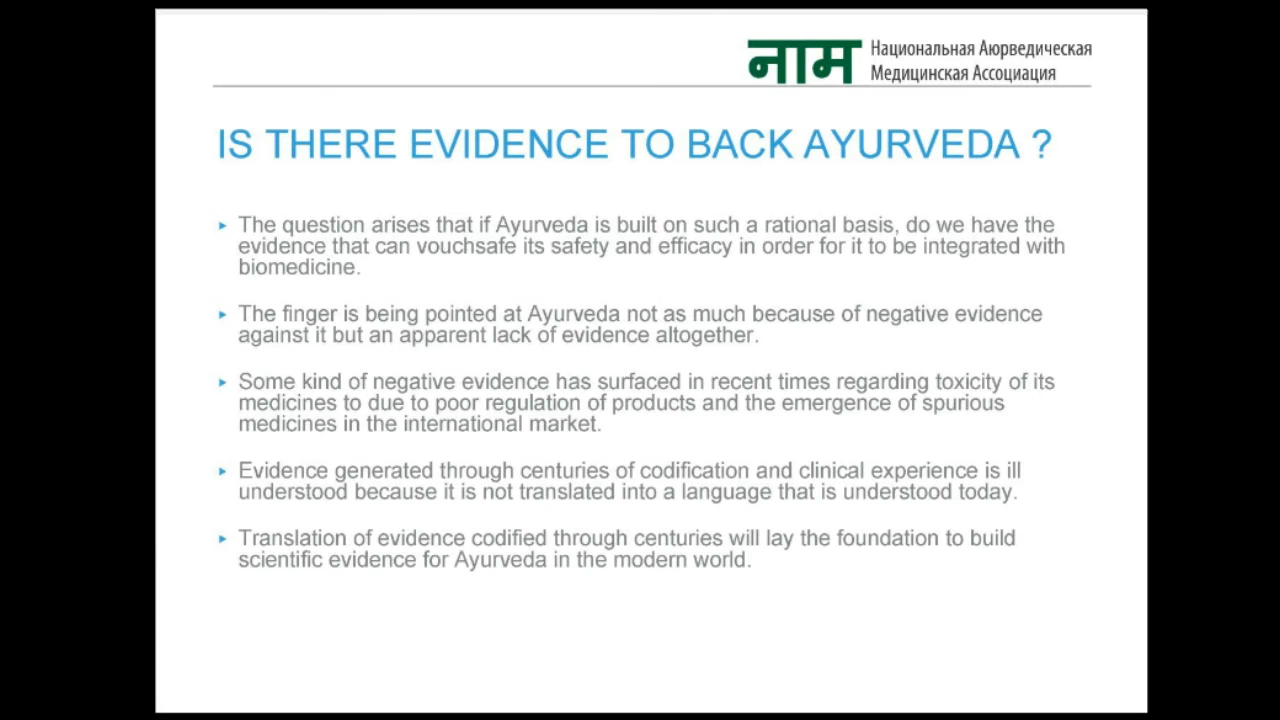 नाम Национальная Аюрведическая
Медицинская Ассоциация
IS THERE EVIDENCE TO BACK AYURVEDA ?
The question arises that if Ayurveda is built on such a rational basis, do we have the
evidence that can vouchsafe its safety and efficacy in order for it to be integrated with
biomedicine.
The finger is being pointed at Ayurveda not as much because of negative evidence
against it but an apparent lack of evidence altogether.
Some kind of negative evidence has surfaced in recent times regarding toxicity of its
medicines to due to poor regulation of products and the emergence of spurious
medicines in the international market.
Evidence generated through centuries of codification and clinical experience is ill
understood because it is not translated into a language that is understood today.
Translation of evidence codified through centuries will lay the foundation to build
scientific evidence for Ayurveda in the modern world.